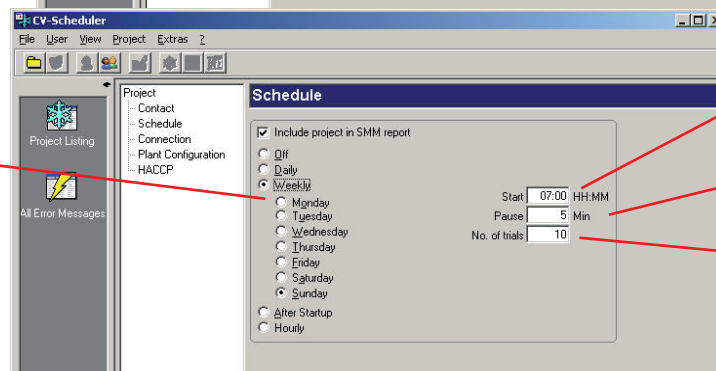 CV-Scheduler
File User View Project Extras ?
Project Listing
All Error Messages
Project
Contact
Schedule
Connection
Plant Configuration
HACCP
Schedule
Include project in SMM report
Off
Daily
Weekly
Monday
Tuesday
Wednesday
Thursday
Friday
Saturday
Sunday
After Startup
Hourly
Start 07:00 HH:MM
Pause 5 Min
No. of trials 10